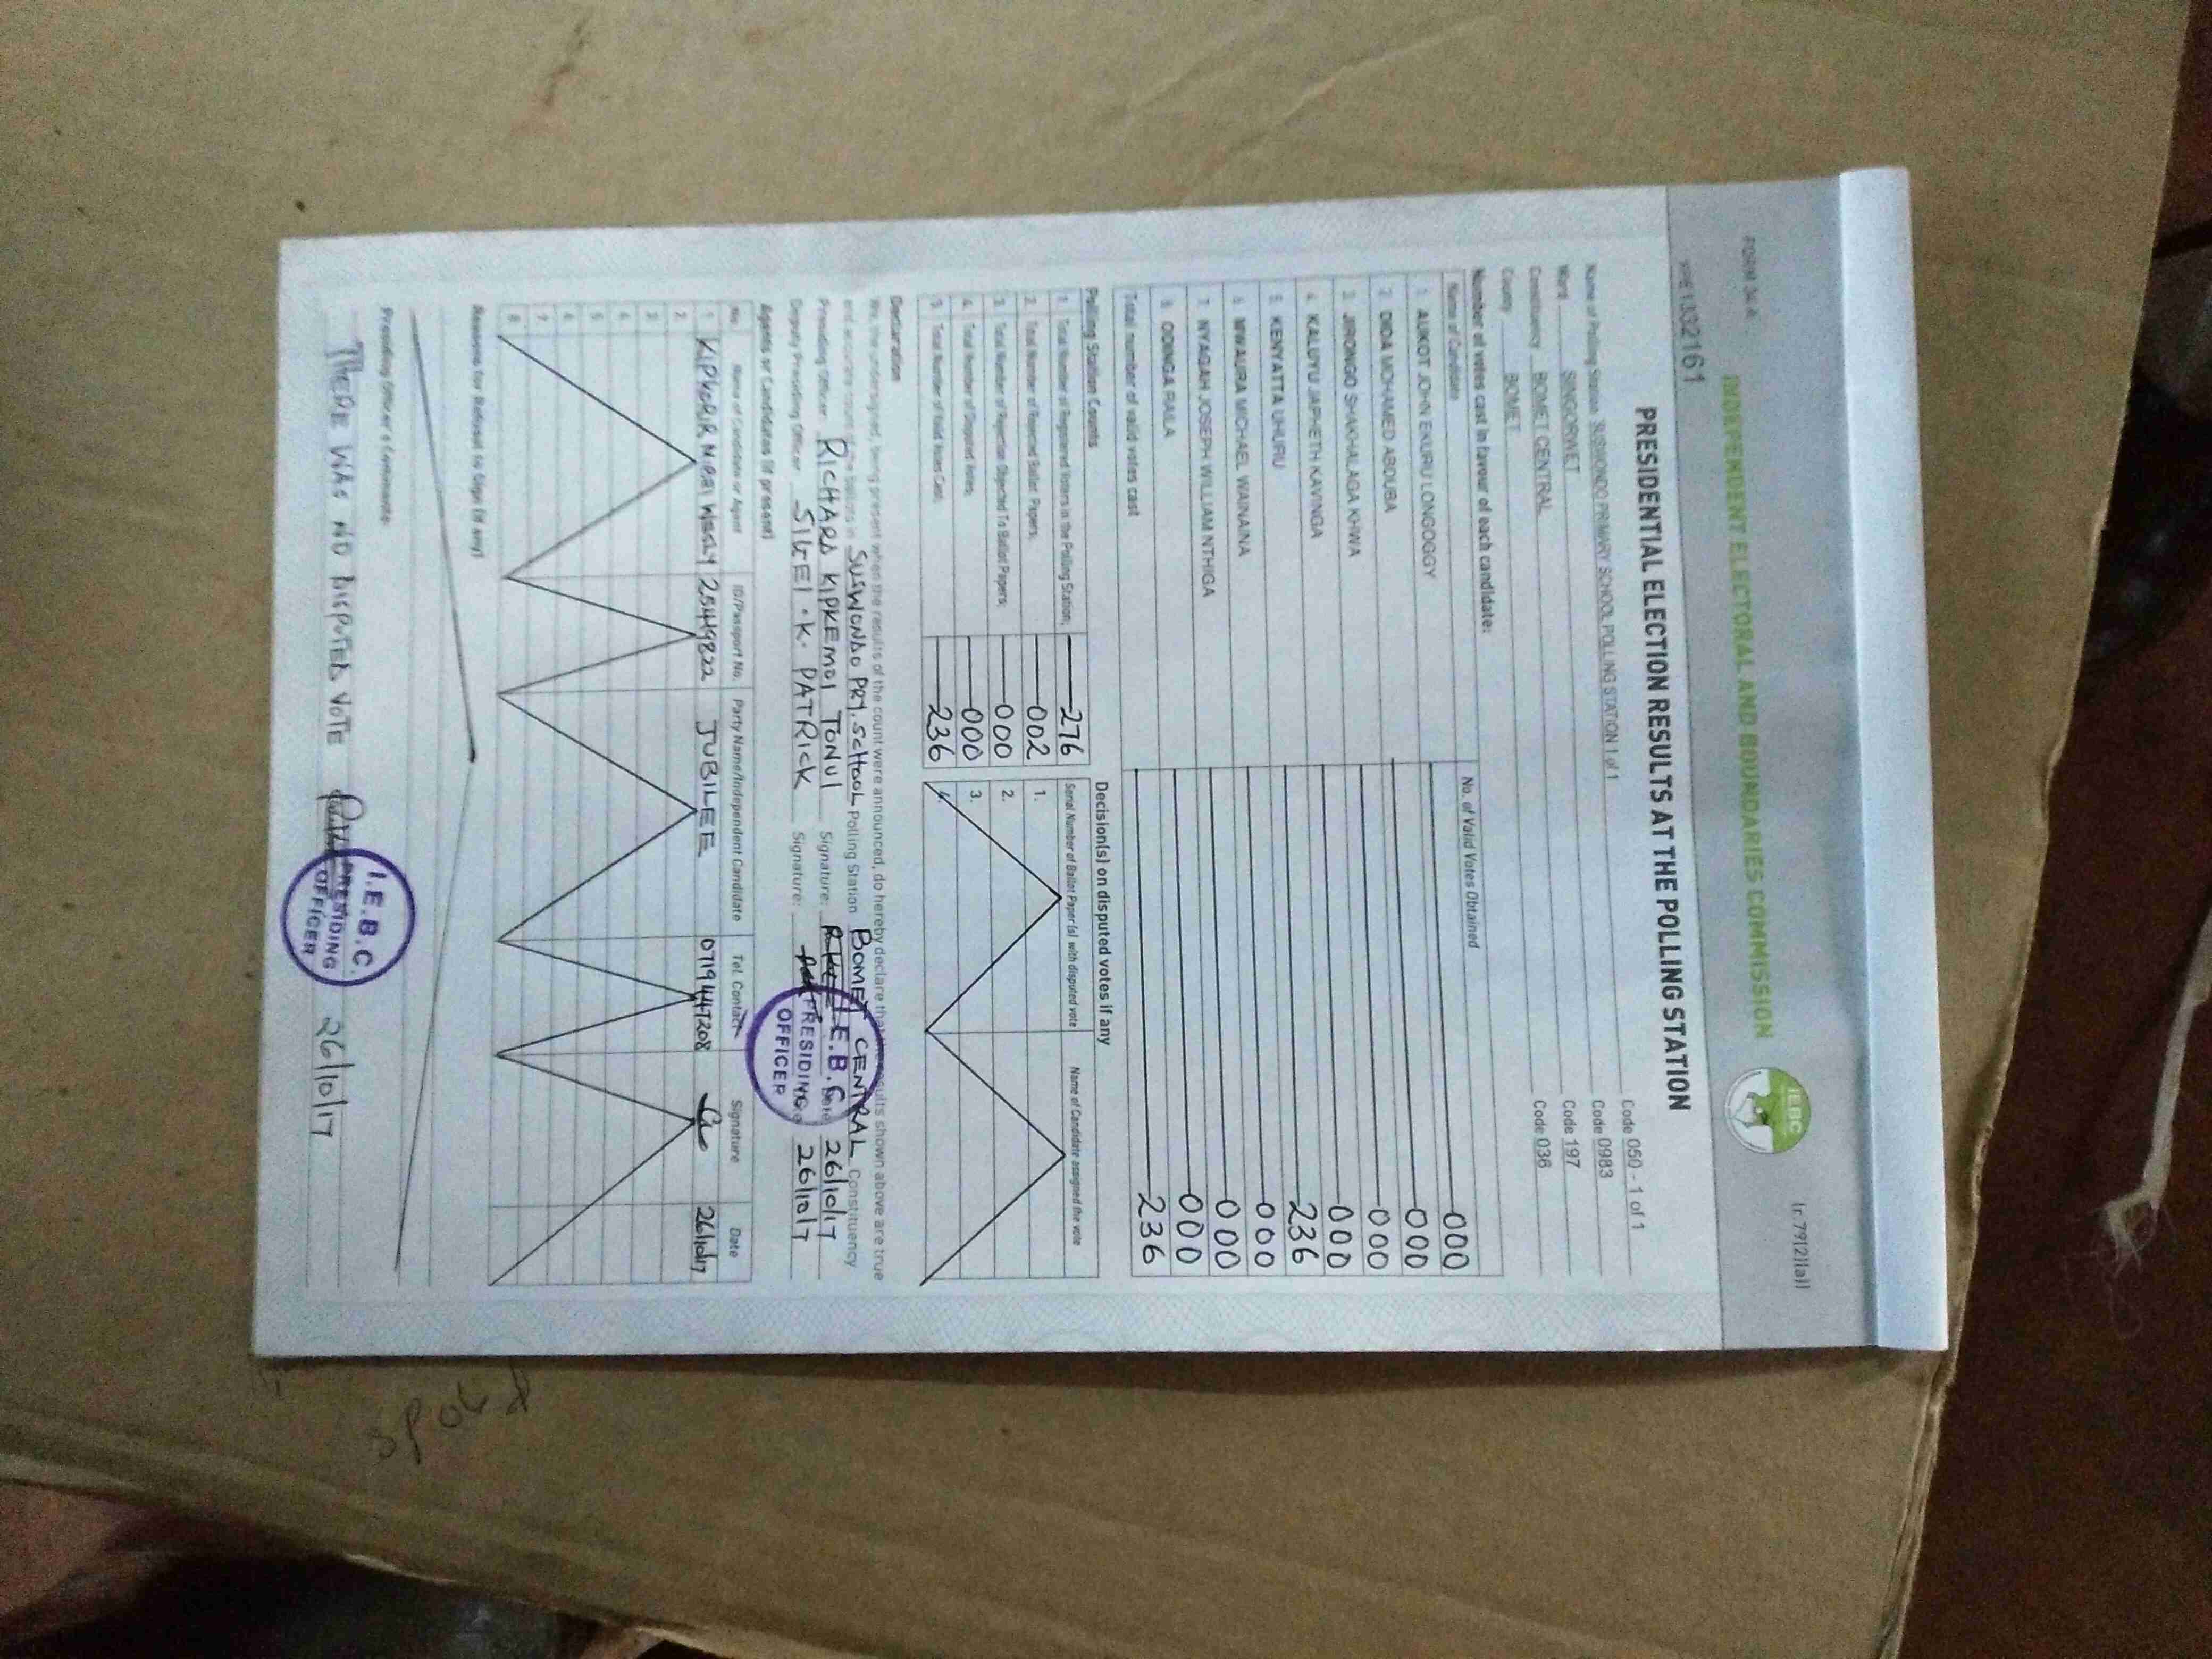 FORM 34A
Ir. 79(2)(a))
INDEPENDENT ELECTORAL AND BOUNDARIES COMMISSION
IEBC
PRE1332161
PRESIDENTIAL ELECTION RESULTS AT THE POLLING STATION
Name of Polling Station SUSWONDO PRIMARY SCHOOL POLLING STATION 1 of 1 Code 050 - 1 of 1
Ward SINGORWET Code 0983
Constituency BOMET CENTRAL Code 197
County BOMET Code 036
Number of votes cast in favour of each candidate:
Name of Candidate No. of Valid Votes Obtained
1. AUKOT JOHN EKURU LONGOGGY 000
2. DIDA MOHAMED ABDUBA 000
3. JIRONGO SHAKHALAGA KHWA 000
4. KALUYU JAPHETH KAVINGA 000
5. KENYATTA UHURU 236
6. MWAURA MICHAEL WAINAINA 000
7. NYAGAH JOSEPH WILLIAM NTHIGA 000
8. ODINGA RAILA 000
Total number of valid votes cast 236
Polling Station Counts Decision(s) on disputed votes if any
1. Total Number of Registered Voters in the Polling Station: 276 Serial Number of Ballot Paper (s) with disputed vote Name of Candidate assigned the vote
2. Total Number of Rejected Ballot Papers: 002 1.
3. Total Number of Rejection Objected To Ballot Papers: 000 2.
4. Total Number of Disputed Votes: 000 3.
5. Total Number of Valid Votes Cast: 236 4.
Declaration
We, the undersigned, being present when the results of the count were announced, do hereby declare that the results shown above are true
and accurate count of the ballots in SUSWONDO PRY. SCHOOL Polling Station BOMET CENTRAL Constituency
Presiding Officer RICHARD KIPKEMOI TONUI Signature: Date 26/10/17
Deputy Presiding Officer SIGEI . K. PATRICK Signature: 26/10/17
I.E.B.C. PRESIDING OFFICER
Agents or Candidates (if present)
No. Name of Candidate or Agent ID/Passport No. Party Name/Independent Candidate Tel. Contact Signature Date
1 JUBILEE 26/10/17
2
3
4
5
6
7
8
Reasons for Refusal to Sign (if any)
Presiding Officer's Comments:
THERE WAS NO DISPUTED VOTE 26/10/17
I.E.B.C. PRESIDING OFFICER